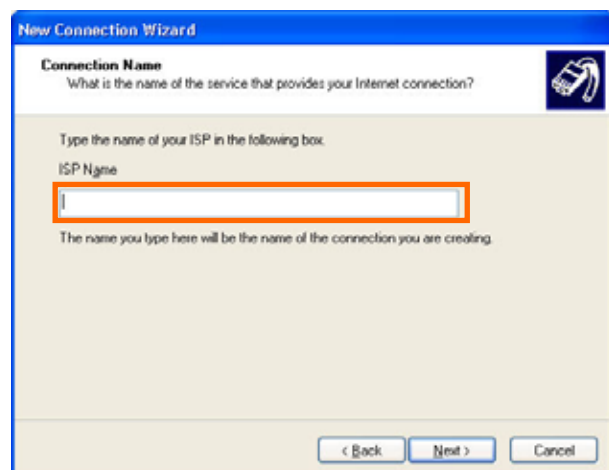 New Connection Wizard
Connection Name
What is the name of the service that provides your Internet connection?
Type the name of your ISP in the following box.
ISP Name
The name you type here will be the name of the connection you are creating.
< Back
Next >
Cancel